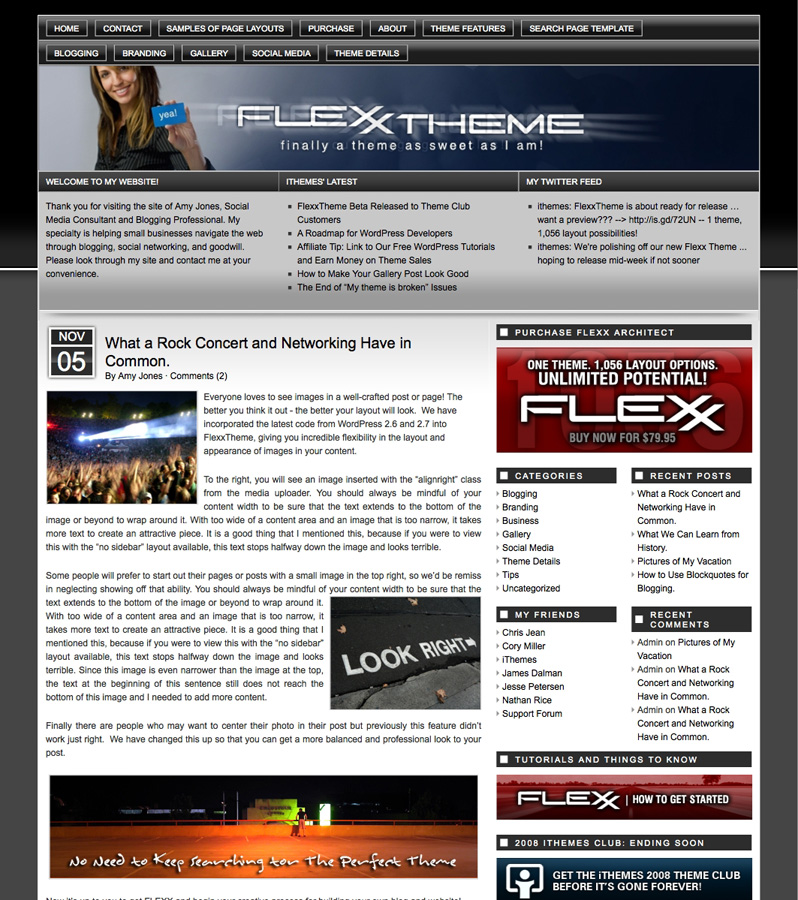 HOME CONTACT SAMPLES OF PAGE LAYOUTS PURCHASE ABOUT THEME FEATURES SEARCH PAGE TEMPLATE
BLOGGING BRANDING GALLERY SOCIAL MEDIA THEME DETAILS
yea!
FLEXXTHEME
finally a theme as sweet as I am!
WELCOME TO MY WEBSITE!
Thank you for visiting the site of Amy Jones, Social
Media Consultant and Blogging Professional. My
specialty is helping small businesses navigate the web
through blogging, social networking, and goodwill.
Please look through my site and contact me at your
convenience.
ITHEMES' LATEST
FlexxTheme Beta Released to Theme Club
Customers
A Roadmap for WordPress Developers
Affiliate Tip: Link to Our Free WordPress Tutorials
and Earn Money on Theme Sales
How to Make Your Gallery Post Look Good
The End of “My theme is broken” Issues
MY TWITTER FEED
ithemes: FlexxTheme is about ready for release …
want a preview??? --> http://is.gd/72UN -- 1 theme,
1,056 layout possibilities!
ithemes: We're polishing off our new Flexx Theme ...
hoping to release mid-week if not sooner
NOV
05
What a Rock Concert and Networking Have in
Common.
By Amy Jones · Comments (2)
Everyone loves to see images in a well-crafted post or page! The
better you think it out - the better your layout will look. We have
incorporated the latest code from WordPress 2.6 and 2.7 into
FlexxTheme, giving you incredible flexibility in the layout and
appearance of images in your content.
To the right, you will see an image inserted with the “alignright” class
from the media uploader. You should always be mindful of your
content width to be sure that the text extends to the bottom of the
image or beyond to wrap around it. With too wide of a content area and an image that is too narrow, it takes
more text to create an attractive piece. It is a good thing that I mentioned this, because if you were to view
this with the “no sidebar” layout available, this text stops halfway down the image and looks terrible.
Some people will prefer to start out their pages or posts with a small image in the top right, so we'd be remiss
in neglecting showing off that ability. You should always be mindful of your content width to be sure that the
text extends to the bottom of the image or beyond to wrap around it.
With too wide of a content area and an image that is too narrow, it
takes more text to create an attractive piece. It is a good thing that I
mentioned this, because if you were to view this with the “no sidebar”
layout available, this text stops halfway down the image and looks
terrible. Since this image is even narrower than the image at the top,
the text at the beginning of this sentence still does not reach the
bottom of this image and I needed to add more content.
LOOK RIGHT
Finally there are people who may want to center their photo in their post but previously this feature didn't
work just right. We have changed this up so that you can get a more balanced and professional look to your
post.
No Need to Keep Searching for The Perfect Theme
PURCHASE FLEXX ARCHITECT
1056
ONE THEME. 1,056 LAYOUT OPTIONS.
UNLIMITED POTENTIAL!
FLEXX
BUY NOW FOR $79.95
CATEGORIES
Blogging
Branding
Business
Gallery
Social Media
Theme Details
Tips
Uncategorized
RECENT POSTS
What a Rock Concert and
Networking Have in
Common.
What We Can Learn from
History.
Pictures of My Vacation
How to Use Blockquotes for
Blogging.
MY FRIENDS
Chris Jean
Cory Miller
iThemes
James Dalman
Jesse Petersen
Nathan Rice
Support Forum
RECENT
COMMENTS
Admin on Pictures of My
Vacation
Admin on What a Rock
Concert and Networking
Have in Common.
Admin on What a Rock
Concert and Networking
Have in Common.
TUTORIALS AND THINGS TO KNOW
FLEXX | HOW TO GET STARTED
2008 ITHEMES CLUB: ENDING SOON
GET THE iTHEMES 2008 THEME CLUB
BEFORE IT'S GONE FOREVER!